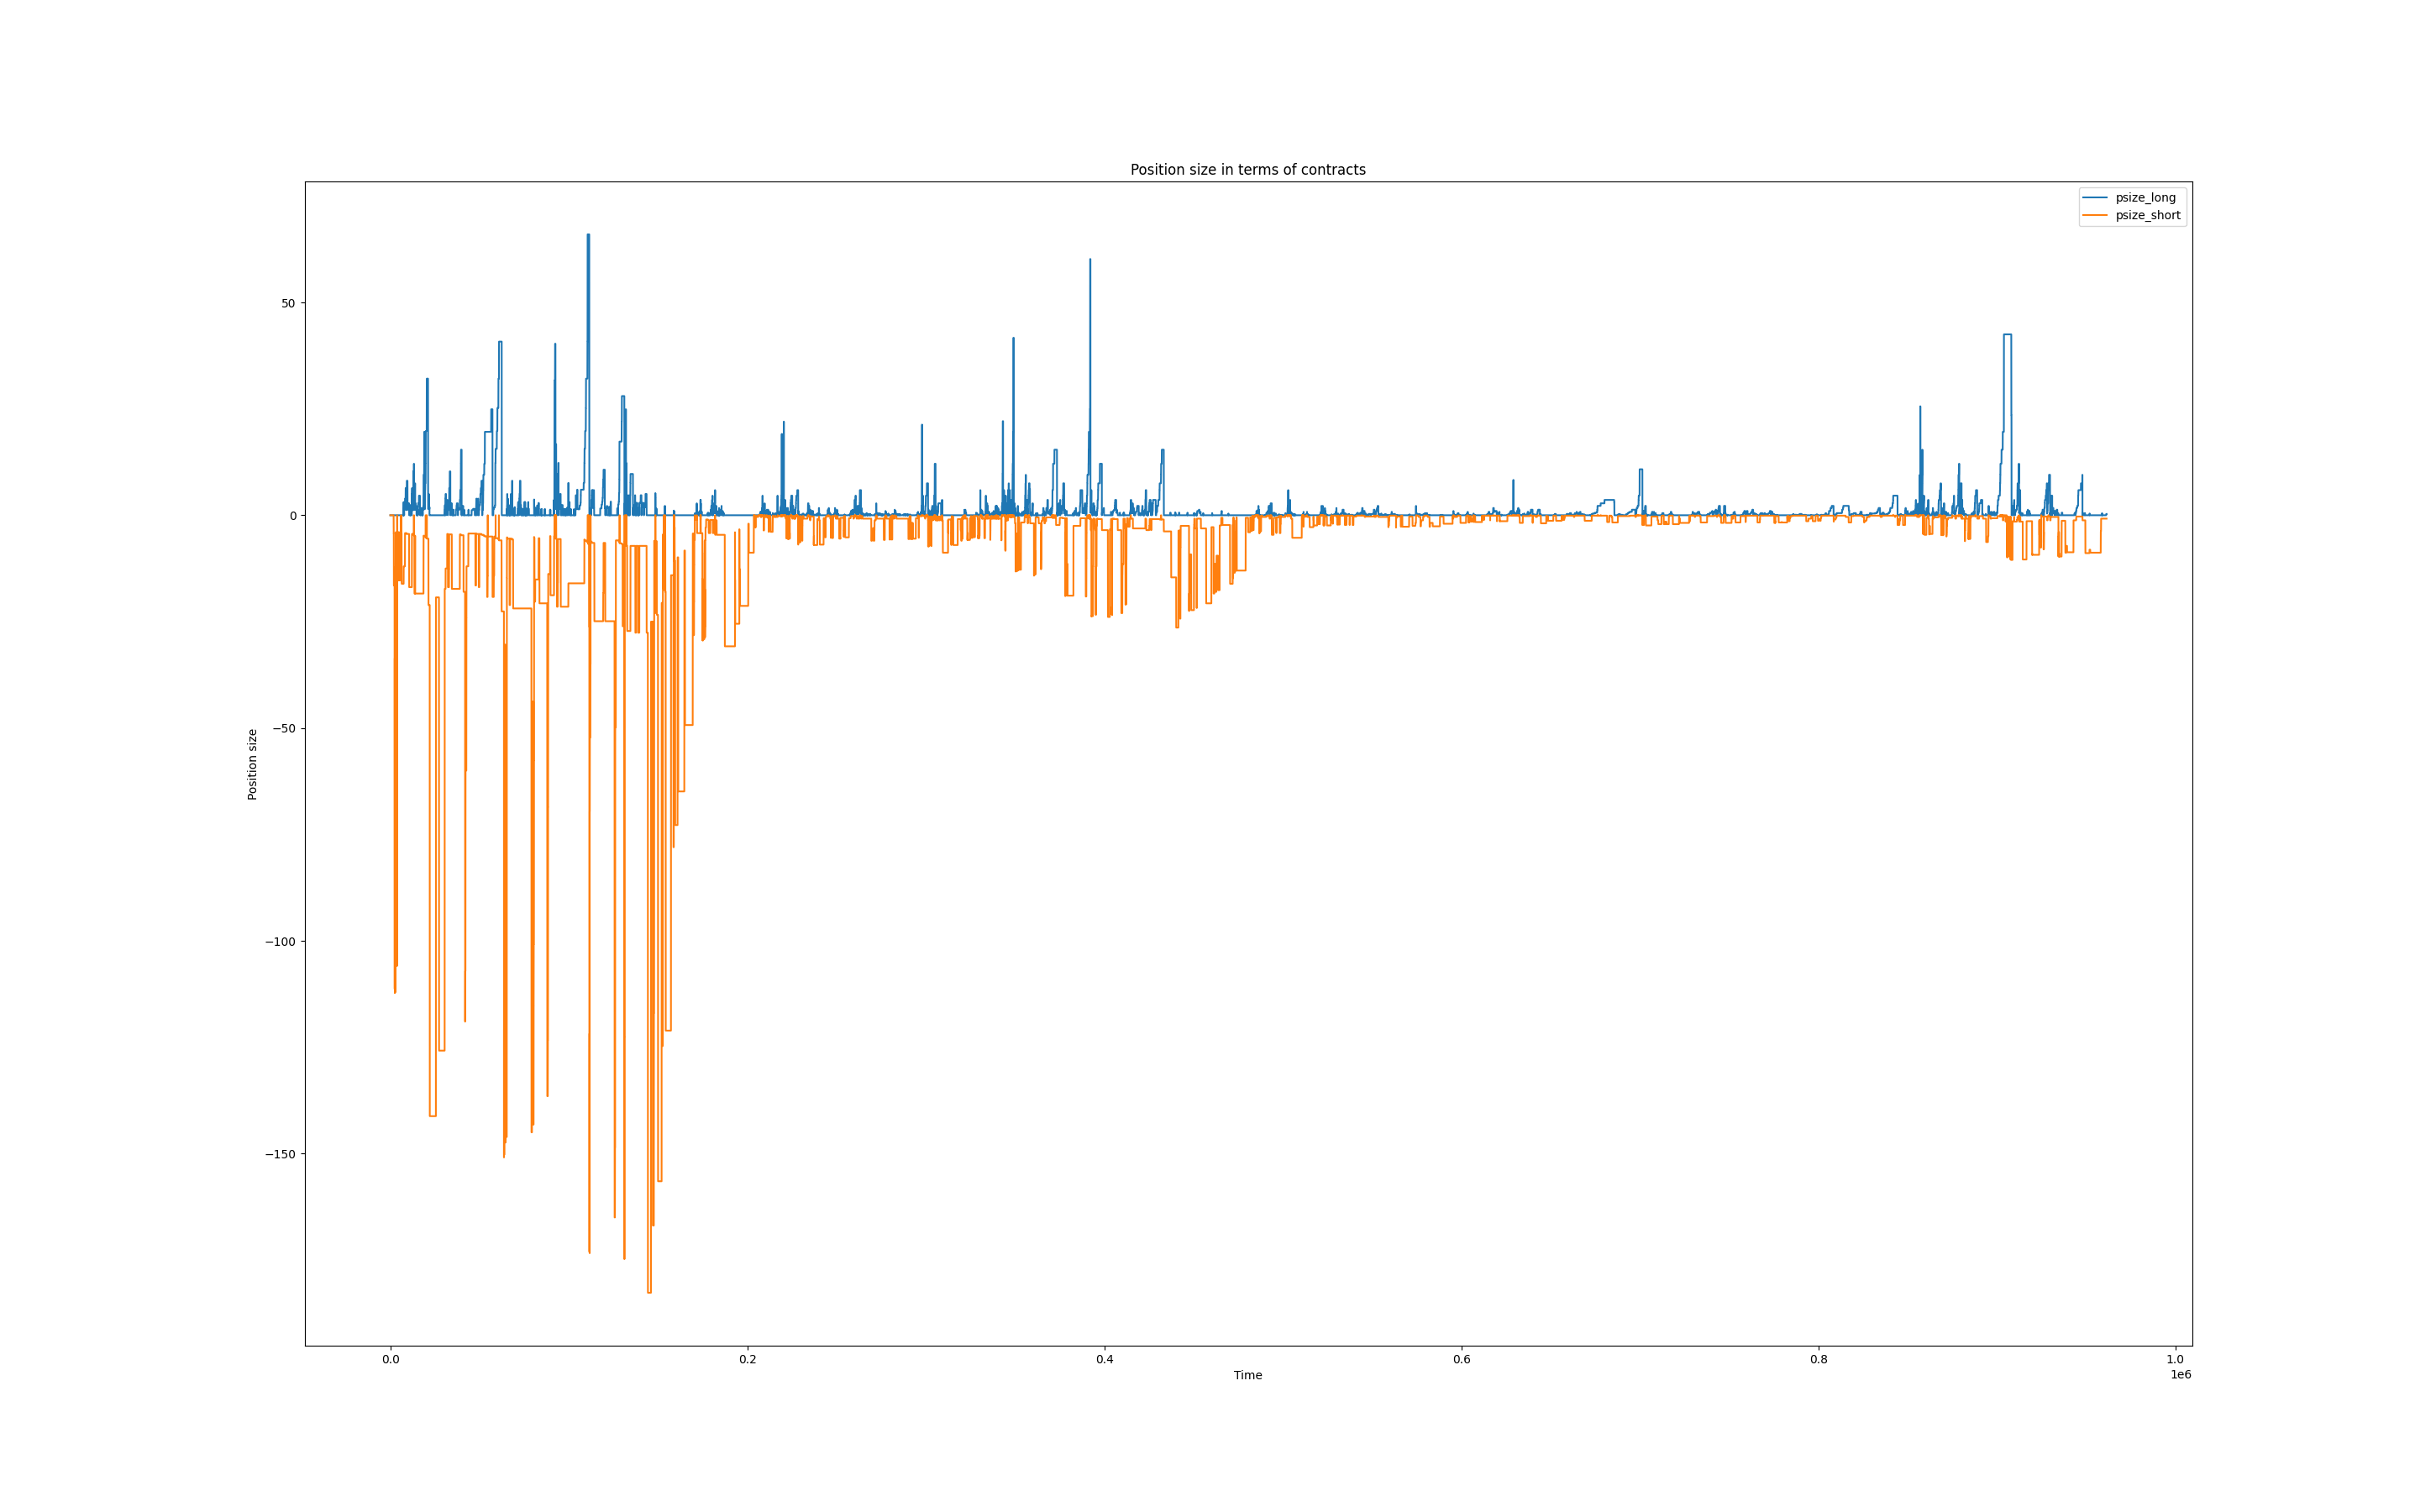 Position size in terms of contracts
psize_long
psize_short
50
0
−50
−100
−150
Position size
0.0
0.2
0.4
0.6
0.8
1.0
Time
1e6